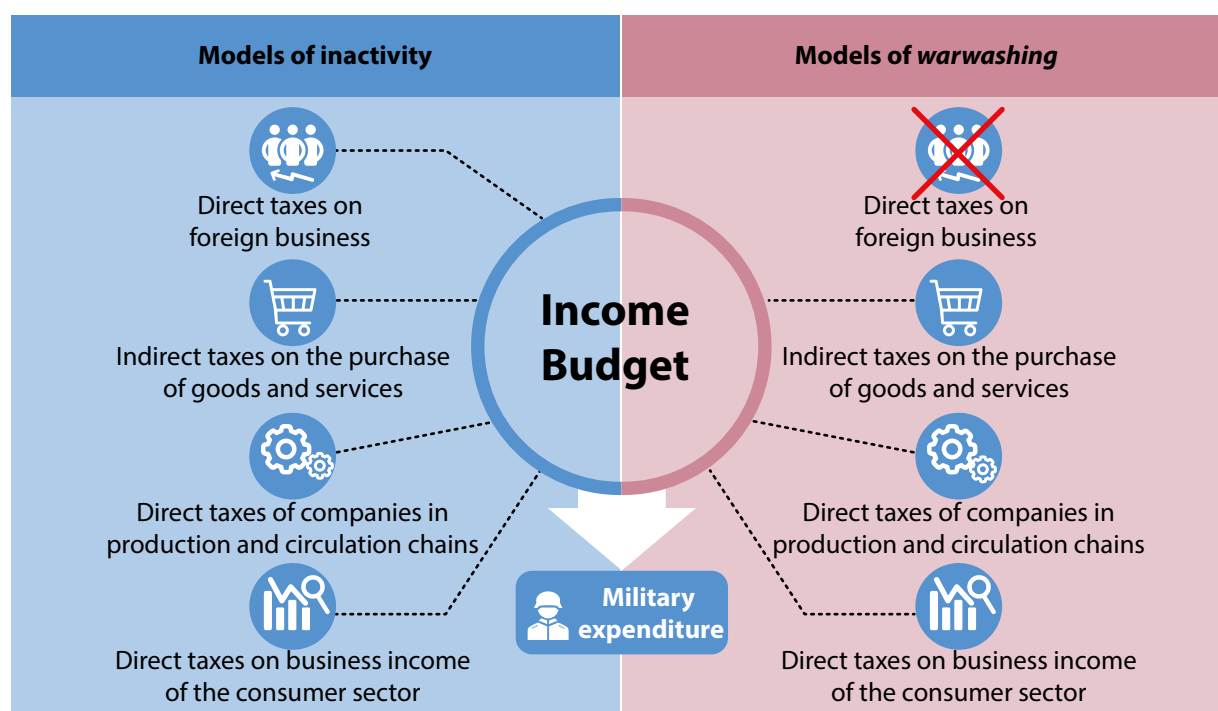 Models of inactivity
Models of warwashing
Direct taxes on
foreign business
Indirect taxes on the purchase
of goods and services
Direct taxes of companies in
production and circulation chains
Direct taxes on business income
of the consumer sector
Income
Budget
Military
expenditure
Direct taxes on
foreign business
Indirect taxes on the purchase
of goods and services
Direct taxes of companies in
production and circulation chains
Direct taxes on business income
of the consumer sector